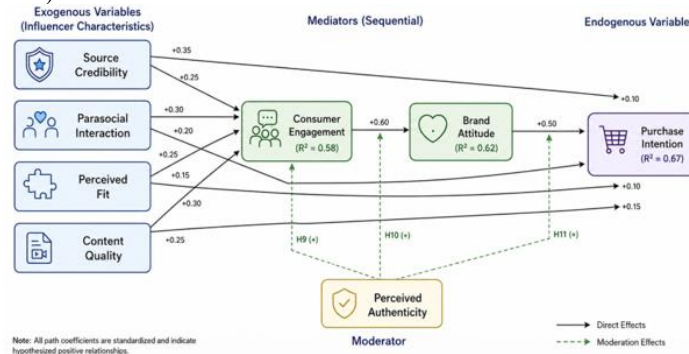 Exogenous Variables
(Influencer Characteristics)
Mediators (Sequential)
Endogenous Variable
Source
Credibility
+0.35
+0.25
+0.10
Parasocial
Interaction
+0.30
+0.20
Consumer
Engagement
(R² = 0.58)
+0.60
Brand
Attitude
(R² = 0.62)
+0.50
Purchase
Intention
(R² = 0.67)
Perceived
Fit
+0.25
+0.15
+0.10
+0.30
+0.15
Content
Quality
+0.25
H9 (+)
H10 (+)
H11 (+)
Perceived
Authenticity
Moderator
Direct Effects
Moderation Effects
Note: All path coefficients are standardized and indicate
hypothesized positive relationships.